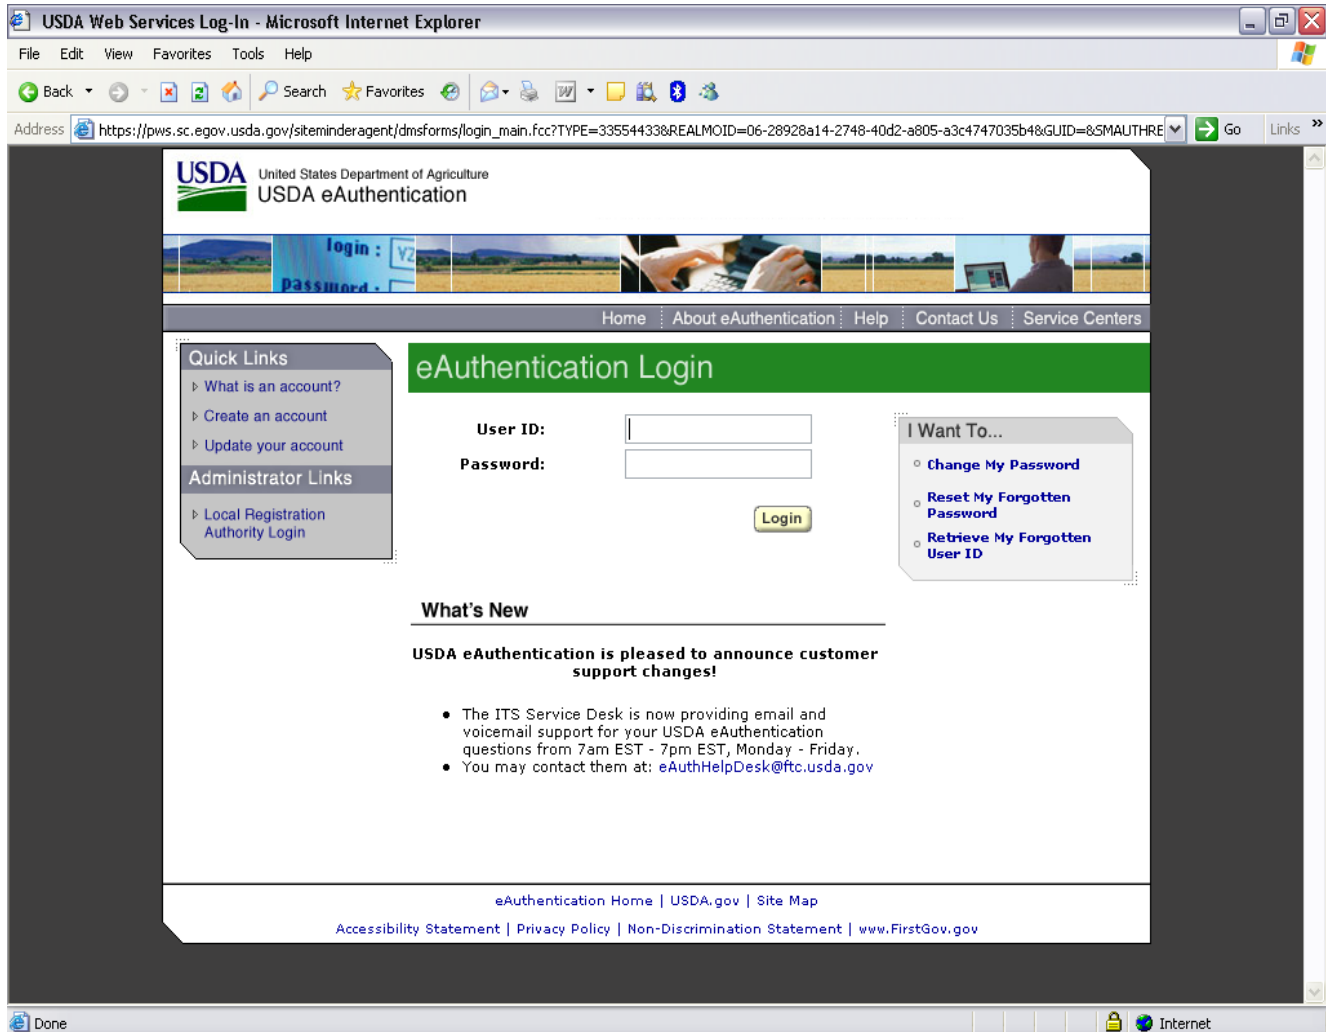 USDA Web Services Log-In - Microsoft Internet Explorer
File Edit View Favorites Tools Help
Back Search Favorites
Address https://pws.sc.egov.usda.gov/siteminderagent/dmsforms/login_main.fcc?TYPE=33554433&REALMOID=06-28928a14-2748-40d2-a805-a3c4747035b4&GUID=&SMAUTHRE Go Links »
USDA United States Department of Agriculture
USDA eAuthentication
login : YZ
password :
Home About eAuthentication Help Contact Us Service Centers
Quick Links
What is an account?
Create an account
Update your account
Administrator Links
Local Registration
Authority Login
eAuthentication Login
User ID:
Password:
Login
I Want To...
Change My Password
Reset My Forgotten
Password
Retrieve My Forgotten
User ID
What's New
USDA eAuthentication is pleased to announce customer
support changes!
The ITS Service Desk is now providing email and
voicemail support for your USDA eAuthentication
questions from 7am EST - 7pm EST, Monday - Friday.
You may contact them at: eAuthHelpDesk@ftc.usda.gov
eAuthentication Home | USDA.gov | Site Map
Accessibility Statement | Privacy Policy | Non-Discrimination Statement | www.FirstGov.gov
Done Internet